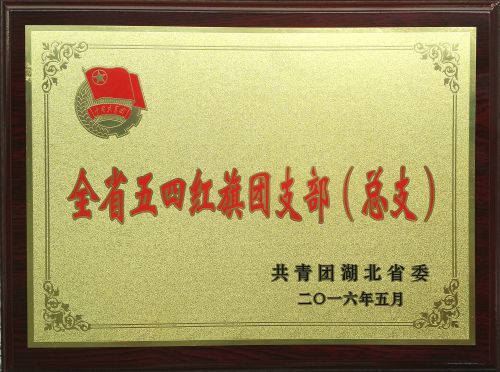 全省五四红旗团支部（总支）
共青团湖北省委
二〇一六年五月